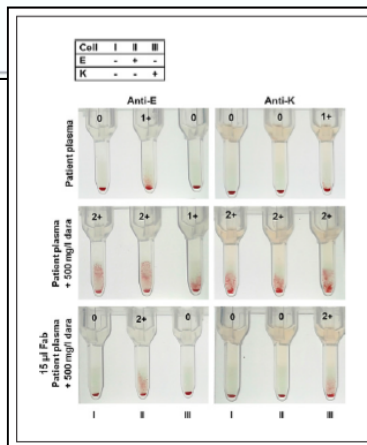 Cell I II III
E - + -
K - - +
Anti-E Anti-K
Patient plasma
0 1+ 0 0 0 1+
Patient plasma
+ 500 mg/l dara
2+ 2+ 1+ 2+ 2+ 2+
15 µl Fab
Patient plasma
+ 500 mg/l dara
0 2+ 0 0 0 2+
I II III I II III